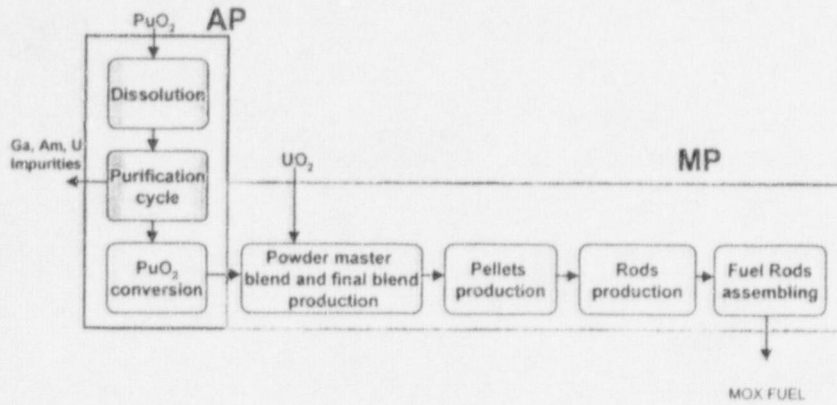 PuO₂
AP
Dissolution
Ga, Am, U
Impurities
Purification
cycle
UO₂
MP
PuO₂
conversion
Powder master
blend and final blend
production
Pellets
production
Rods
production
Fuel Rods
assembling
MOX FUEL